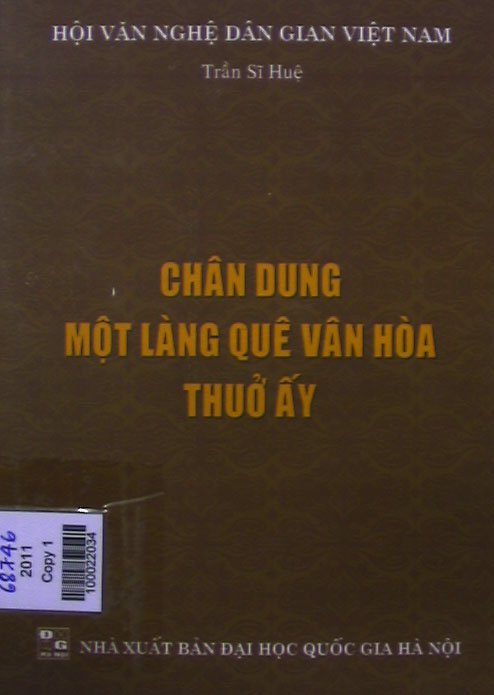 HỘI VĂN NGHỆ DÂN GIAN VIỆT NAM
Trần Sĩ Huệ
CHÂN DUNG
MỘT LÀNG QUÊ VÂN HÒA
THUỞ ẤY
68746
2011
Copy 1
100022034
NHÀ XUẤT BẢN ĐẠI HỌC QUỐC GIA HÀ NỘI